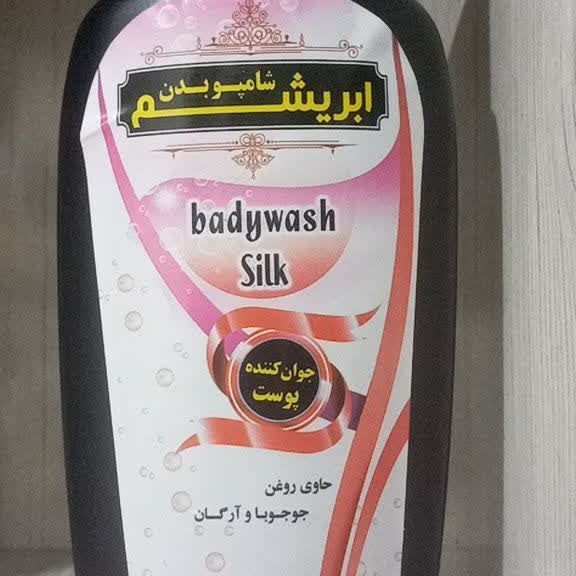 شامپو بدن
ابریشم
badywash
Silk
جوان کننده
پوست
حاوی روغن
جوجوبا و آرگان